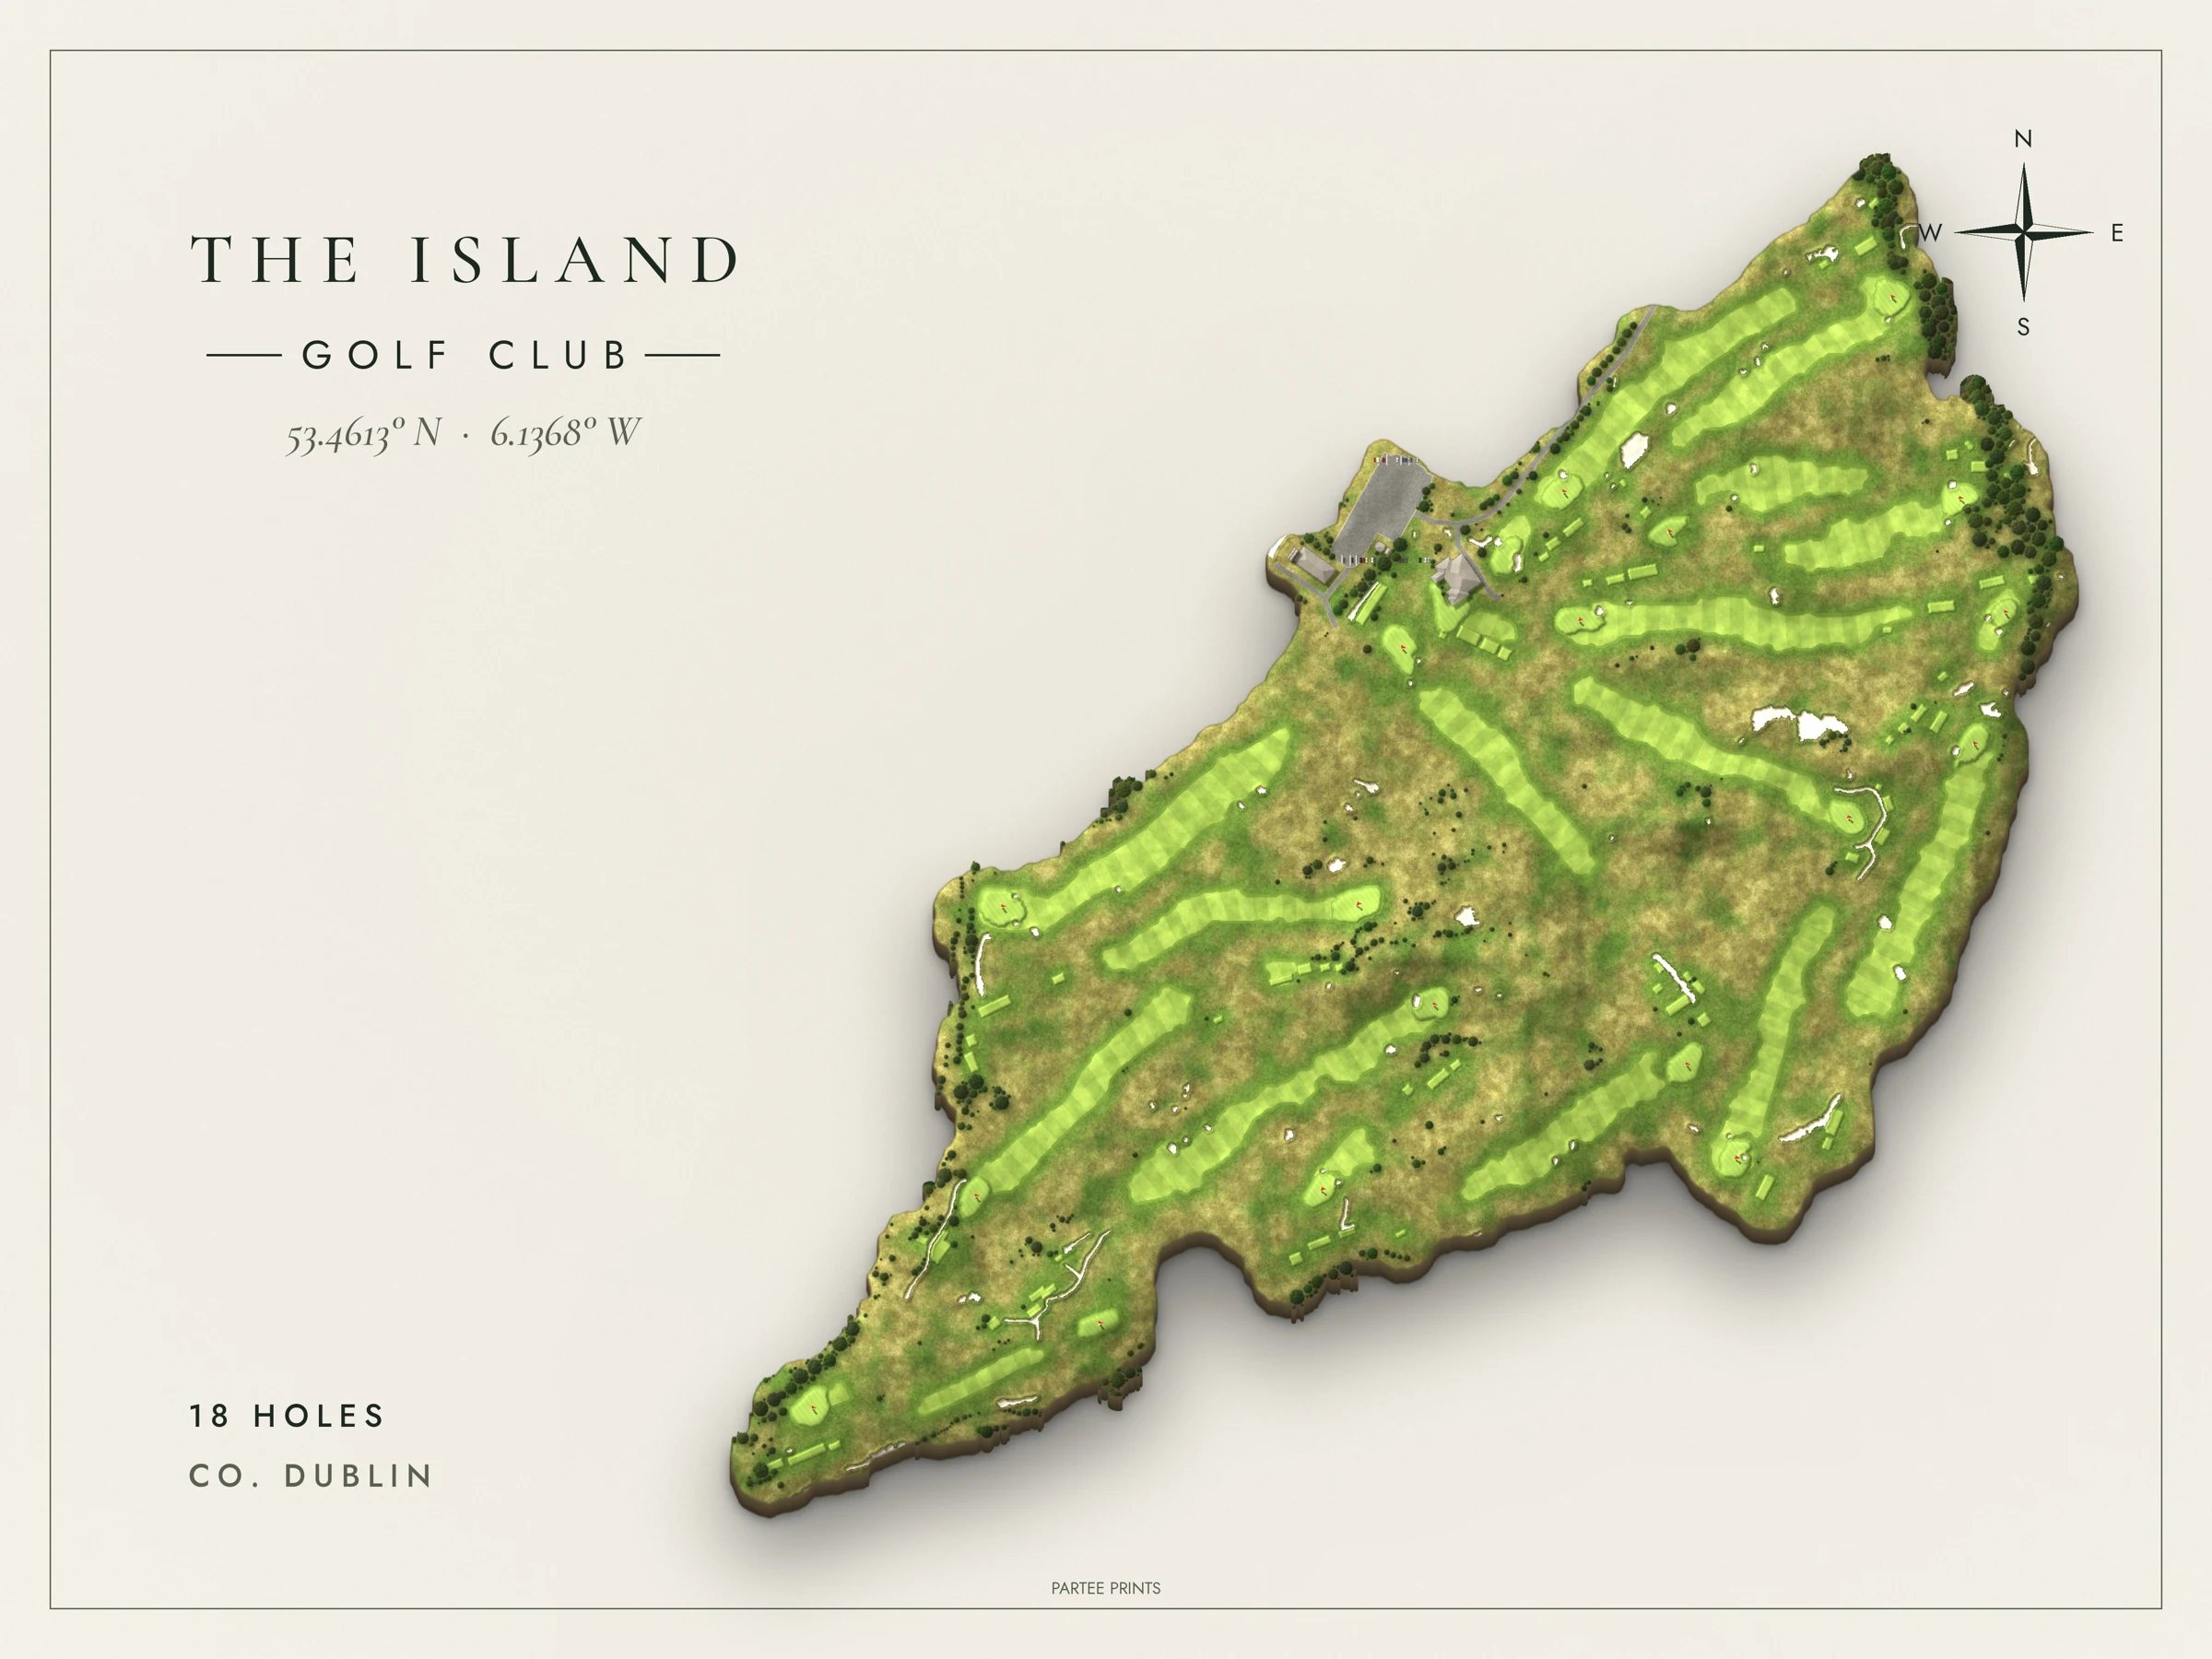 THE ISLAND
GOLF CLUB
53.4613° N · 6.1368° W
N
W E
S
18 HOLES
CO. DUBLIN
PARTEE PRINTS